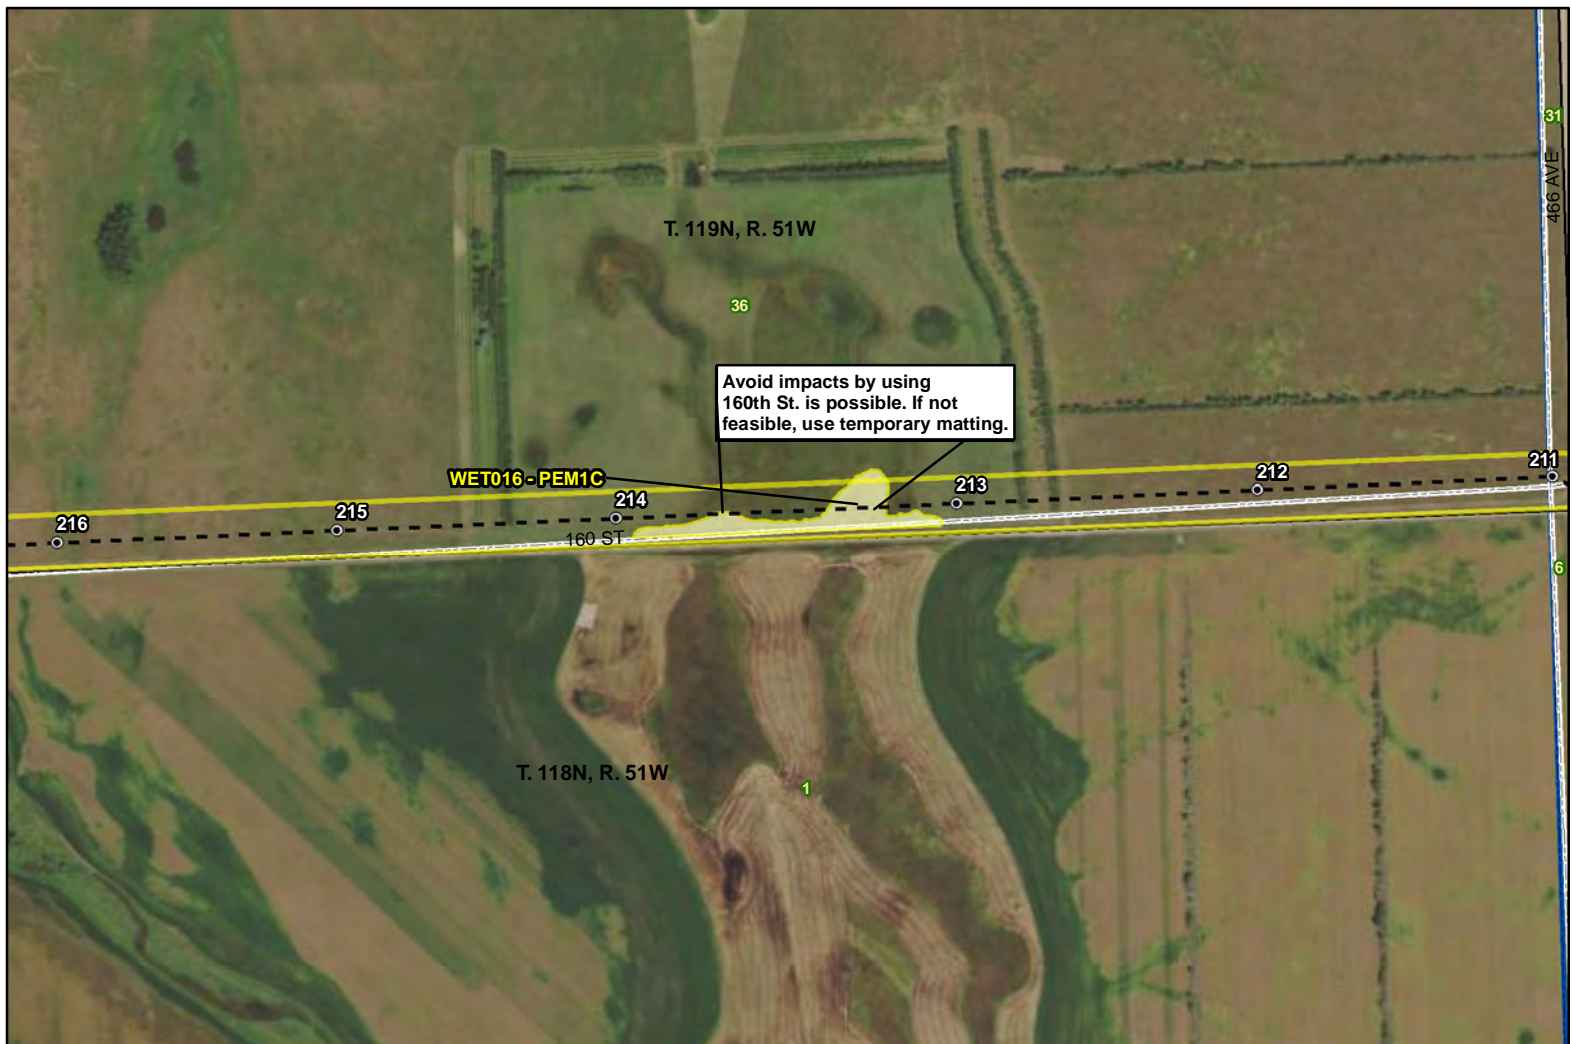 31
466 AVE
T. 119N, R. 51W
36
Avoid impacts by using
160th St. is possible. If not
feasible, use temporary matting.
WET016 - PEM1C
211
212
213
214
215
216
160 ST
6
T. 118N, R. 51W
1